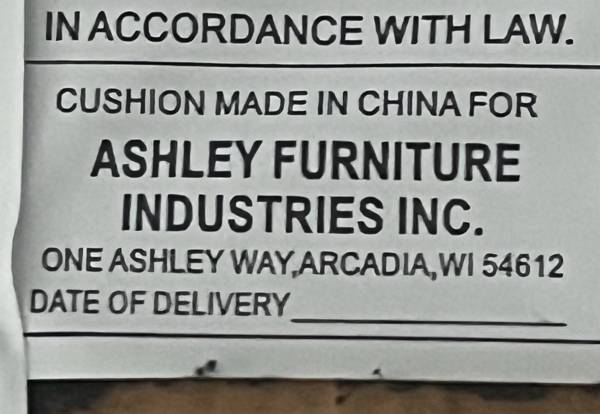 IN ACCORDANCE WITH LAW.
CUSHION MADE IN CHINA FOR
ASHLEY FURNITURE
INDUSTRIES INC.
ONE ASHLEY WAY,ARCADIA,WI 54612
DATE OF DELIVERY